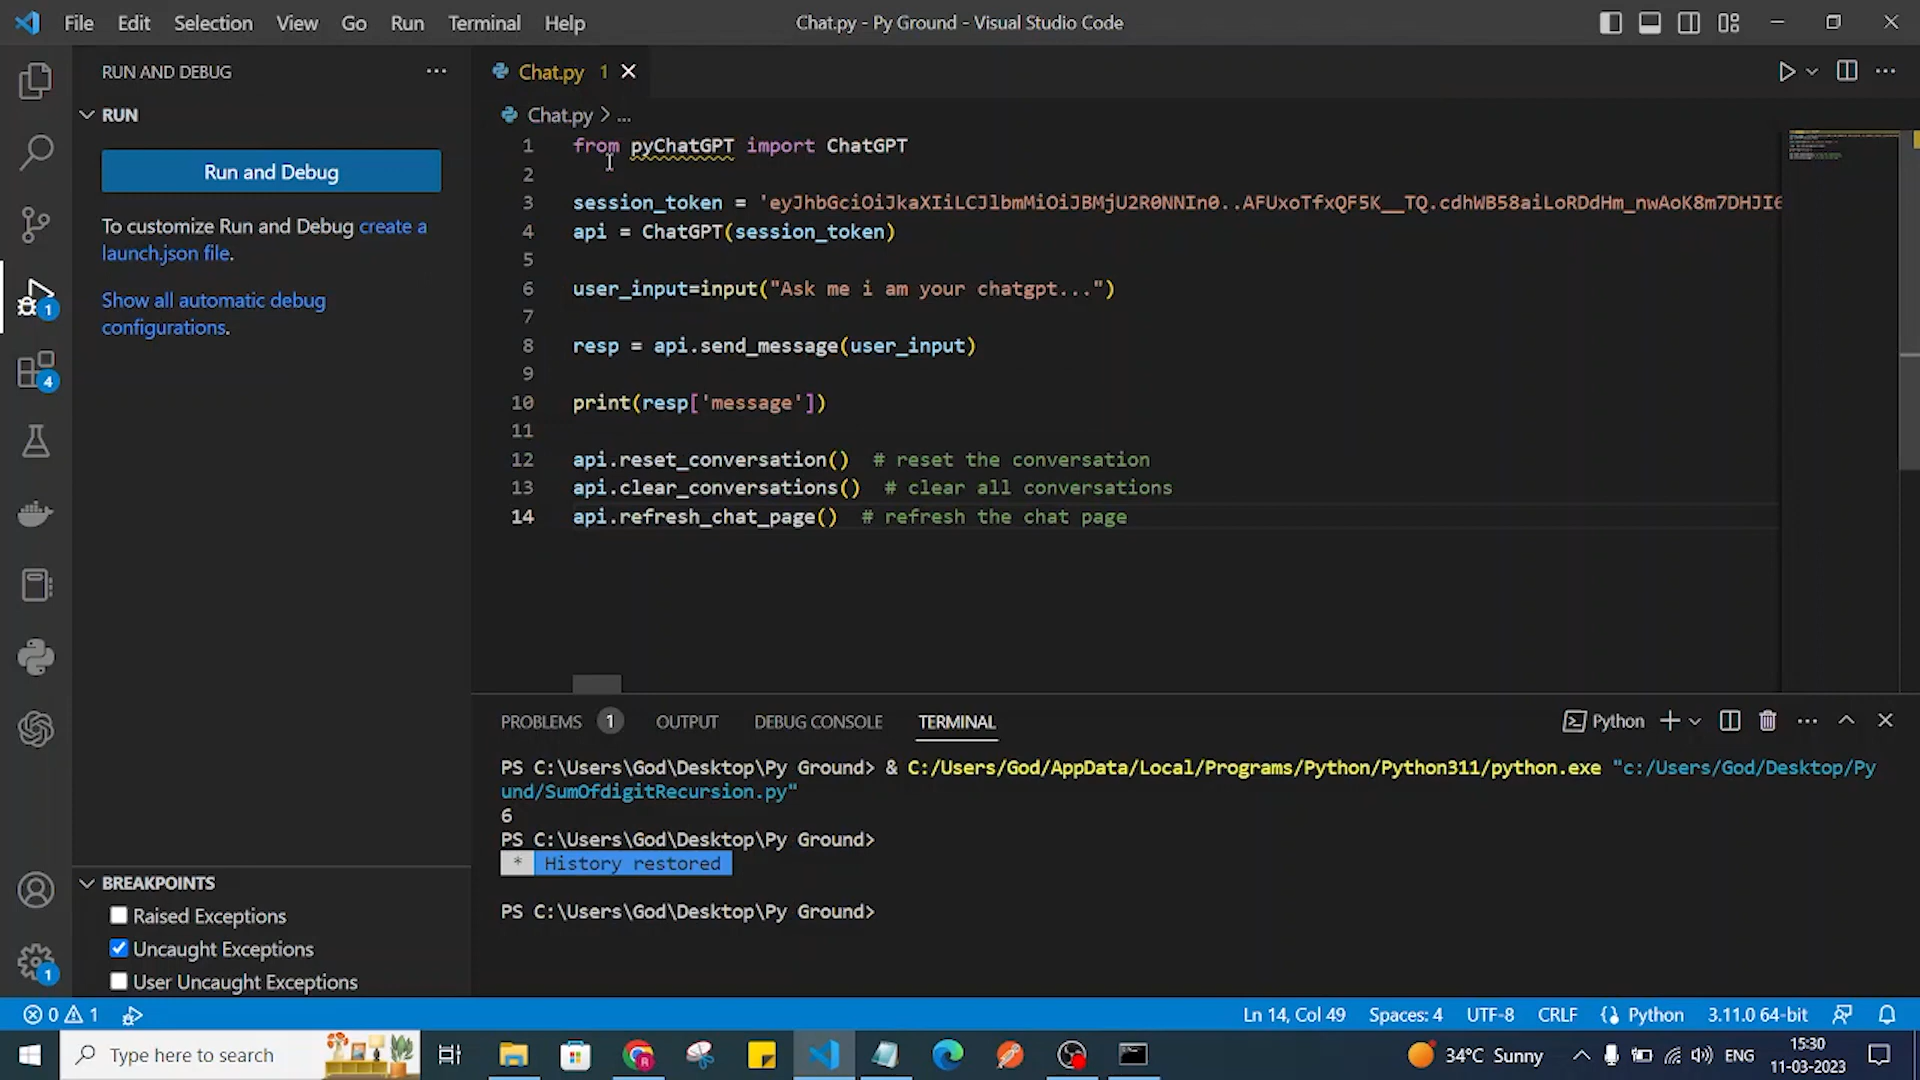 File Edit Selection View Go Run Terminal Help
Chat.py - Py Ground - Visual Studio Code
RUN AND DEBUG
RUN
Run and Debug
To customize Run and Debug create a
launch.json file.
Show all automatic debug
configurations.
1
4
1
BREAKPOINTS
Raised Exceptions
Uncaught Exceptions
User Uncaught Exceptions
Chat.py 1
Chat.py > ...
1 from pyChatGPT import ChatGPT
2
3 session_token = 'eyJhbGciOiJkaXIiLCJlbmMiOiJBMjU2R0NNIn0..AFUxoTfxQF5K__TQ.cdhWB58aiLoRDdHm_nwAoK8m7DHJI6
4 api = ChatGPT(session_token)
5
6 user_input=input("Ask me i am your chatgpt...")
7
8 resp = api.send_message(user_input)
9
10 print(resp['message'])
11
12 api.reset_conversation() # reset the conversation
13 api.clear_conversations() # clear all conversations
14 api.refresh_chat_page() # refresh the chat page
PROBLEMS 1 OUTPUT DEBUG CONSOLE TERMINAL
Python
PS C:\Users\God\Desktop\Py Ground> & C:/Users/God/AppData/Local/Programs/Python/Python311/python.exe "c:/Users/God/Desktop/Py
und/SumOfdigitRecursion.py"
6
PS C:\Users\God\Desktop\Py Ground>
* History restored
PS C:\Users\God\Desktop\Py Ground>
0 1
Ln 14, Col 49 Spaces: 4 UTF-8 CRLF Python 3.11.0 64-bit
Type here to search
34°C Sunny
ENG
15:30
11-03-2023